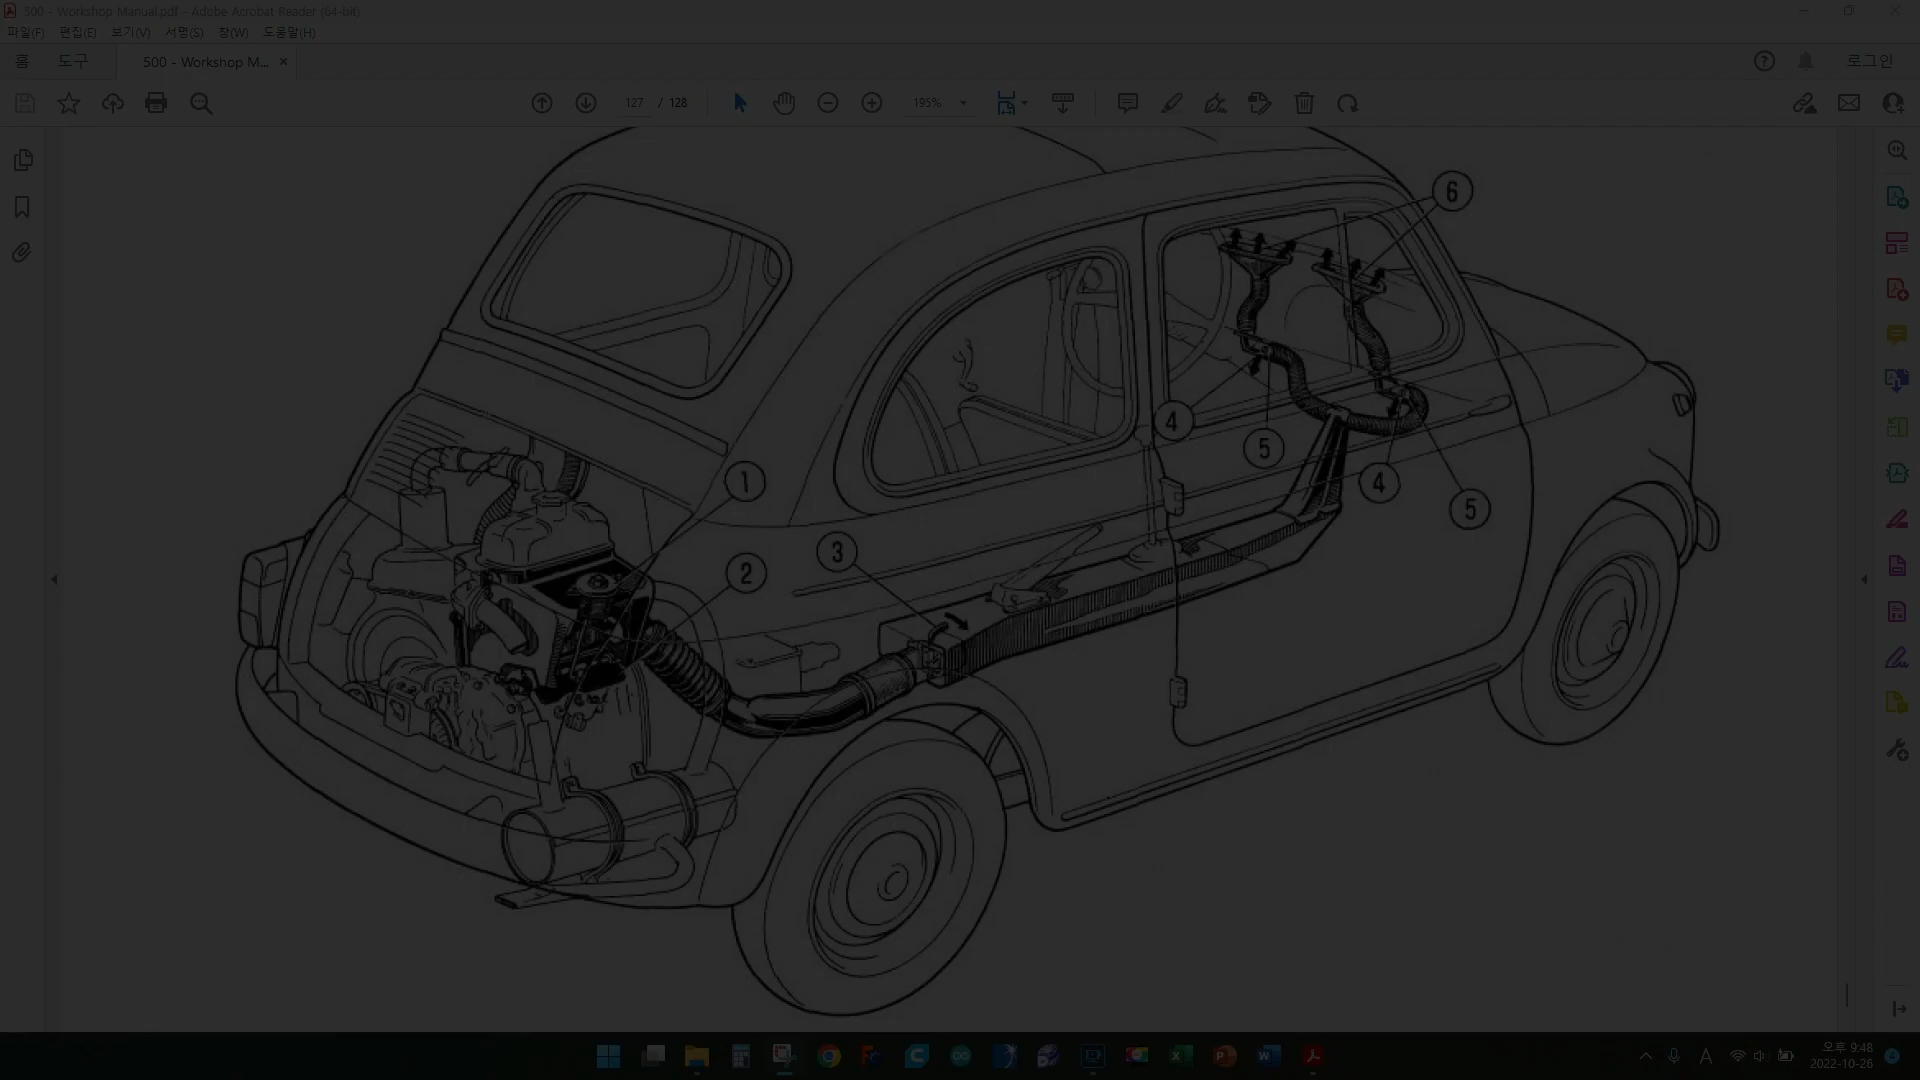 500 - Workshop Manual.pdf - Adobe Acrobat Reader (64-bit)
파일(F) 편집(E) 보기(V) 서명(S) 창(W) 도움말(H)
홈 도구 500 - Workshop M... × ? 로그인
127 / 128 195%
6
4
5
1
4
5
3
2
A 오후 9:48
2022-10-26 4